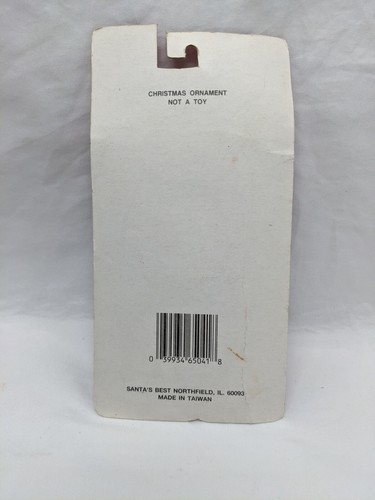 CHRISTMAS ORNAMENT
NOT A TOY
0 39934 65041 8
SANTA'S BEST NORTHFIELD, IL. 60093
MADE IN TAIWAN